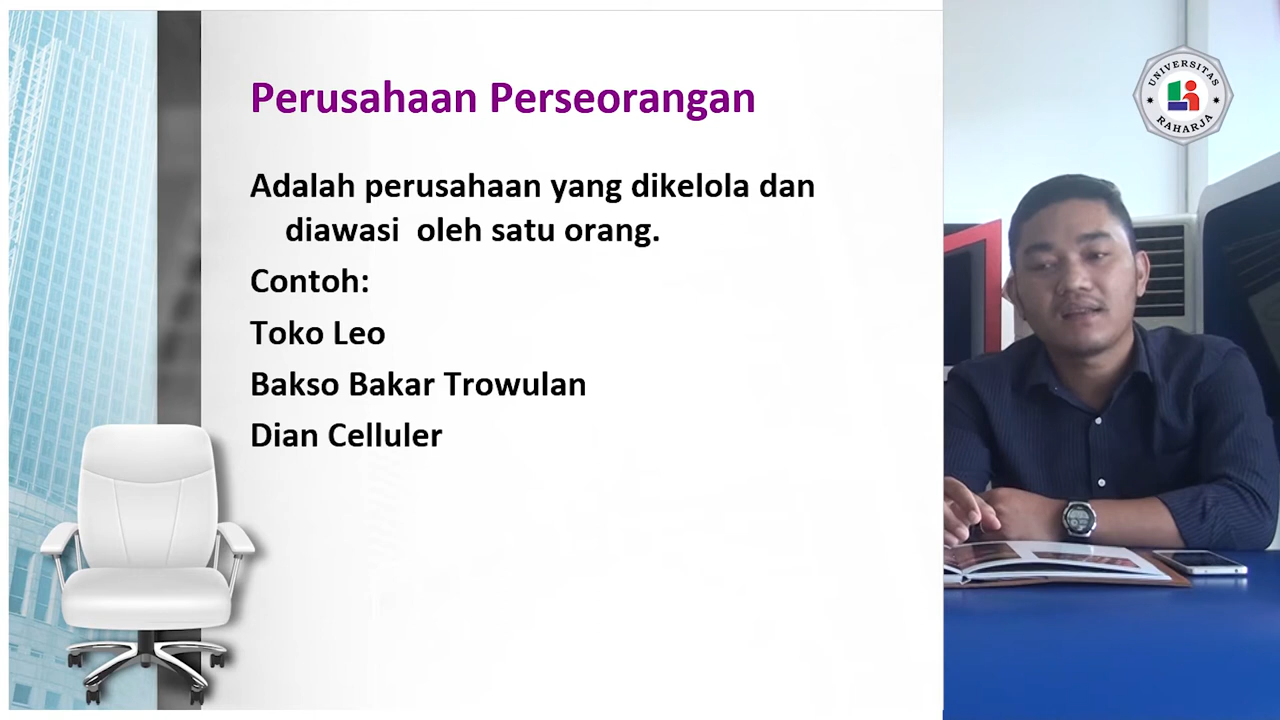 Perusahaan Perseorangan
Adalah perusahaan yang dikelola dan
diawasi oleh satu orang.
Contoh:
Toko Leo
Bakso Bakar Trowulan
Dian Celluler
UNIVERSITAS
RAHARJA